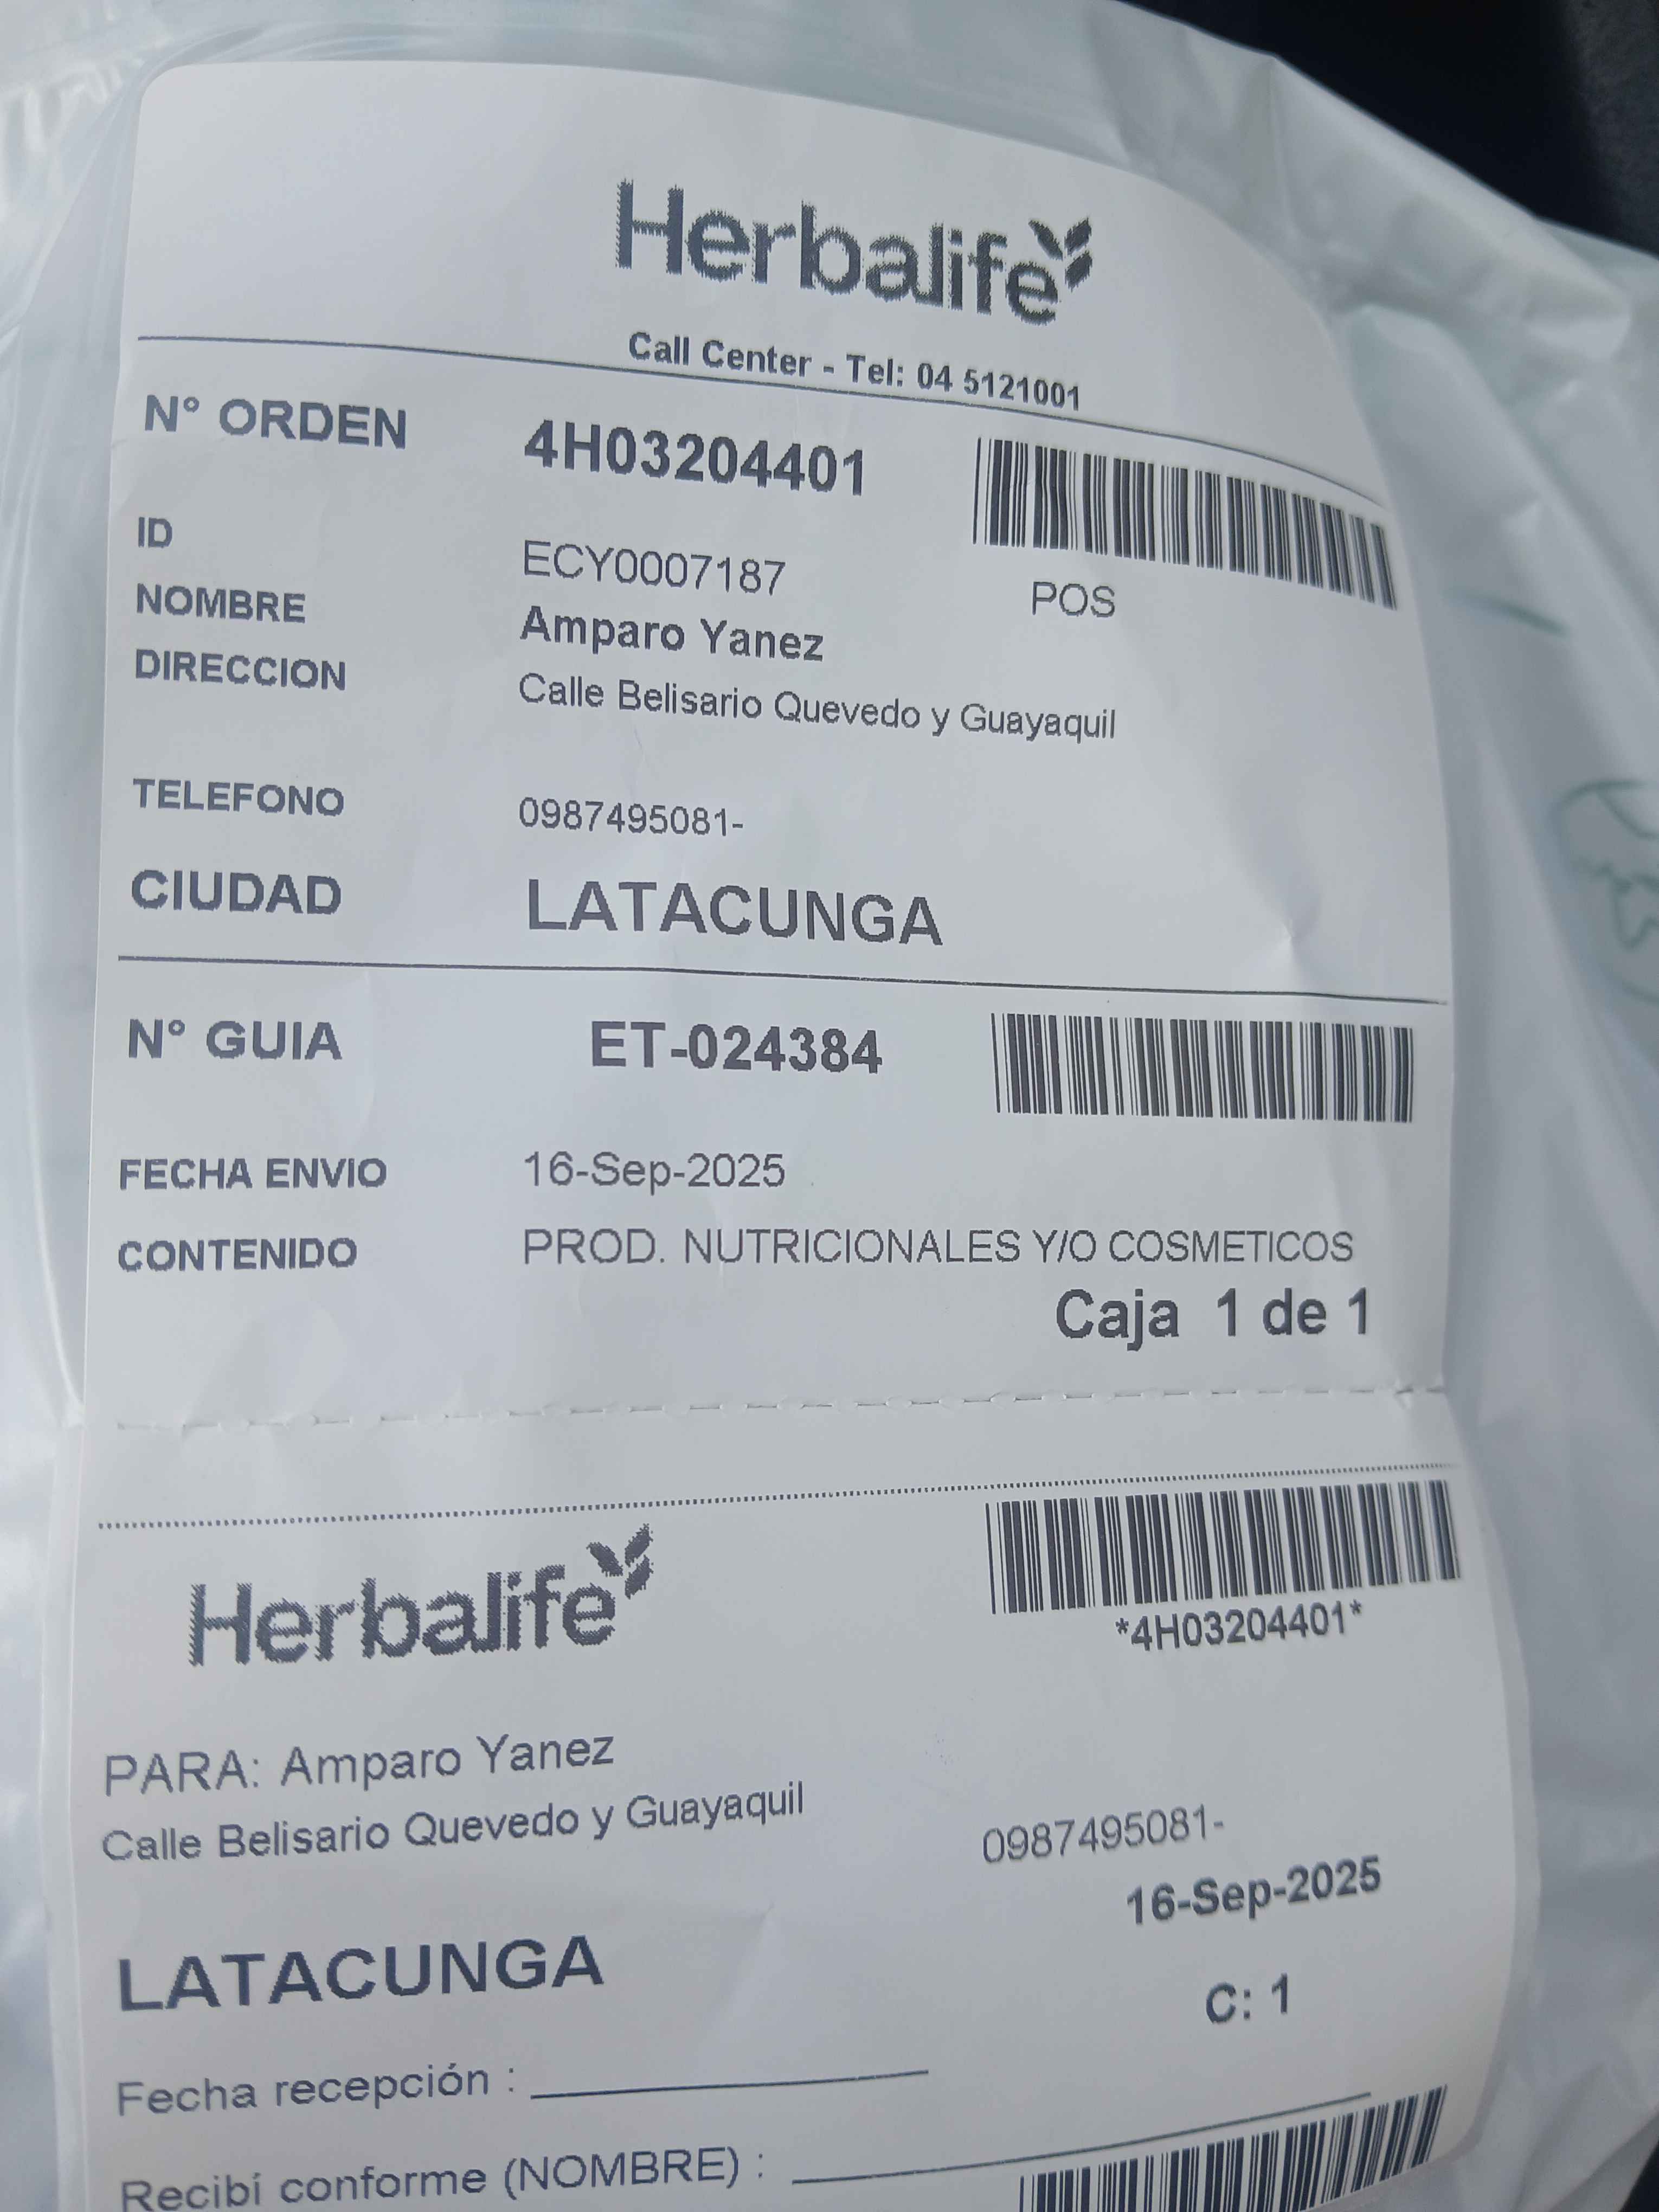 Herbalife
Call Center - Tel: 04 5121001
N° ORDEN 4H03204401
ID ECY0007187 POS
NOMBRE Amparo Yanez
DIRECCION Calle Belisario Quevedo y Guayaquil
TELEFONO 0987495081-
CIUDAD LATACUNGA
N° GUIA ET-024384
FECHA ENVIO 16-Sep-2025
CONTENIDO PROD. NUTRICIONALES Y/O COSMETICOS
Caja 1 de 1
Herbalife
*4H03204401*
PARA: Amparo Yanez
Calle Belisario Quevedo y Guayaquil 0987495081-
16-Sep-2025
LATACUNGA
C: 1
Fecha recepción :
Recibí conforme (NOMBRE) :